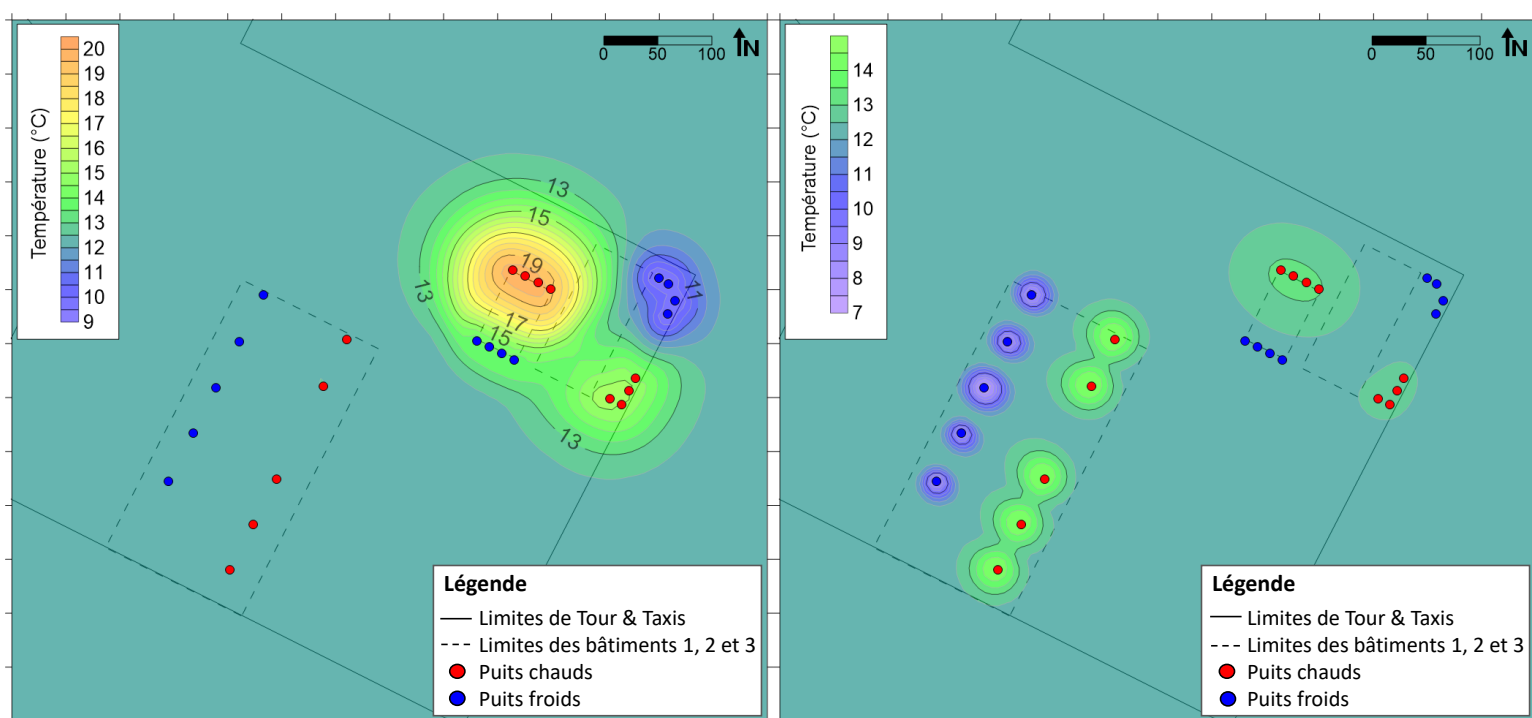 Température (°C)
20
19
18
17
16
15
14
13
12
11
10
9
0 50 100
N
13
15
19
13
17
15
11
13
Légende
Limites de Tour & Taxis
Limites des bâtiments 1, 2 et 3
Puits chauds
Puits froids
Température (°C)
14
13
12
11
10
9
8
7
0 50 100
N
Légende
Limites de Tour & Taxis
Limites des bâtiments 1, 2 et 3
Puits chauds
Puits froids